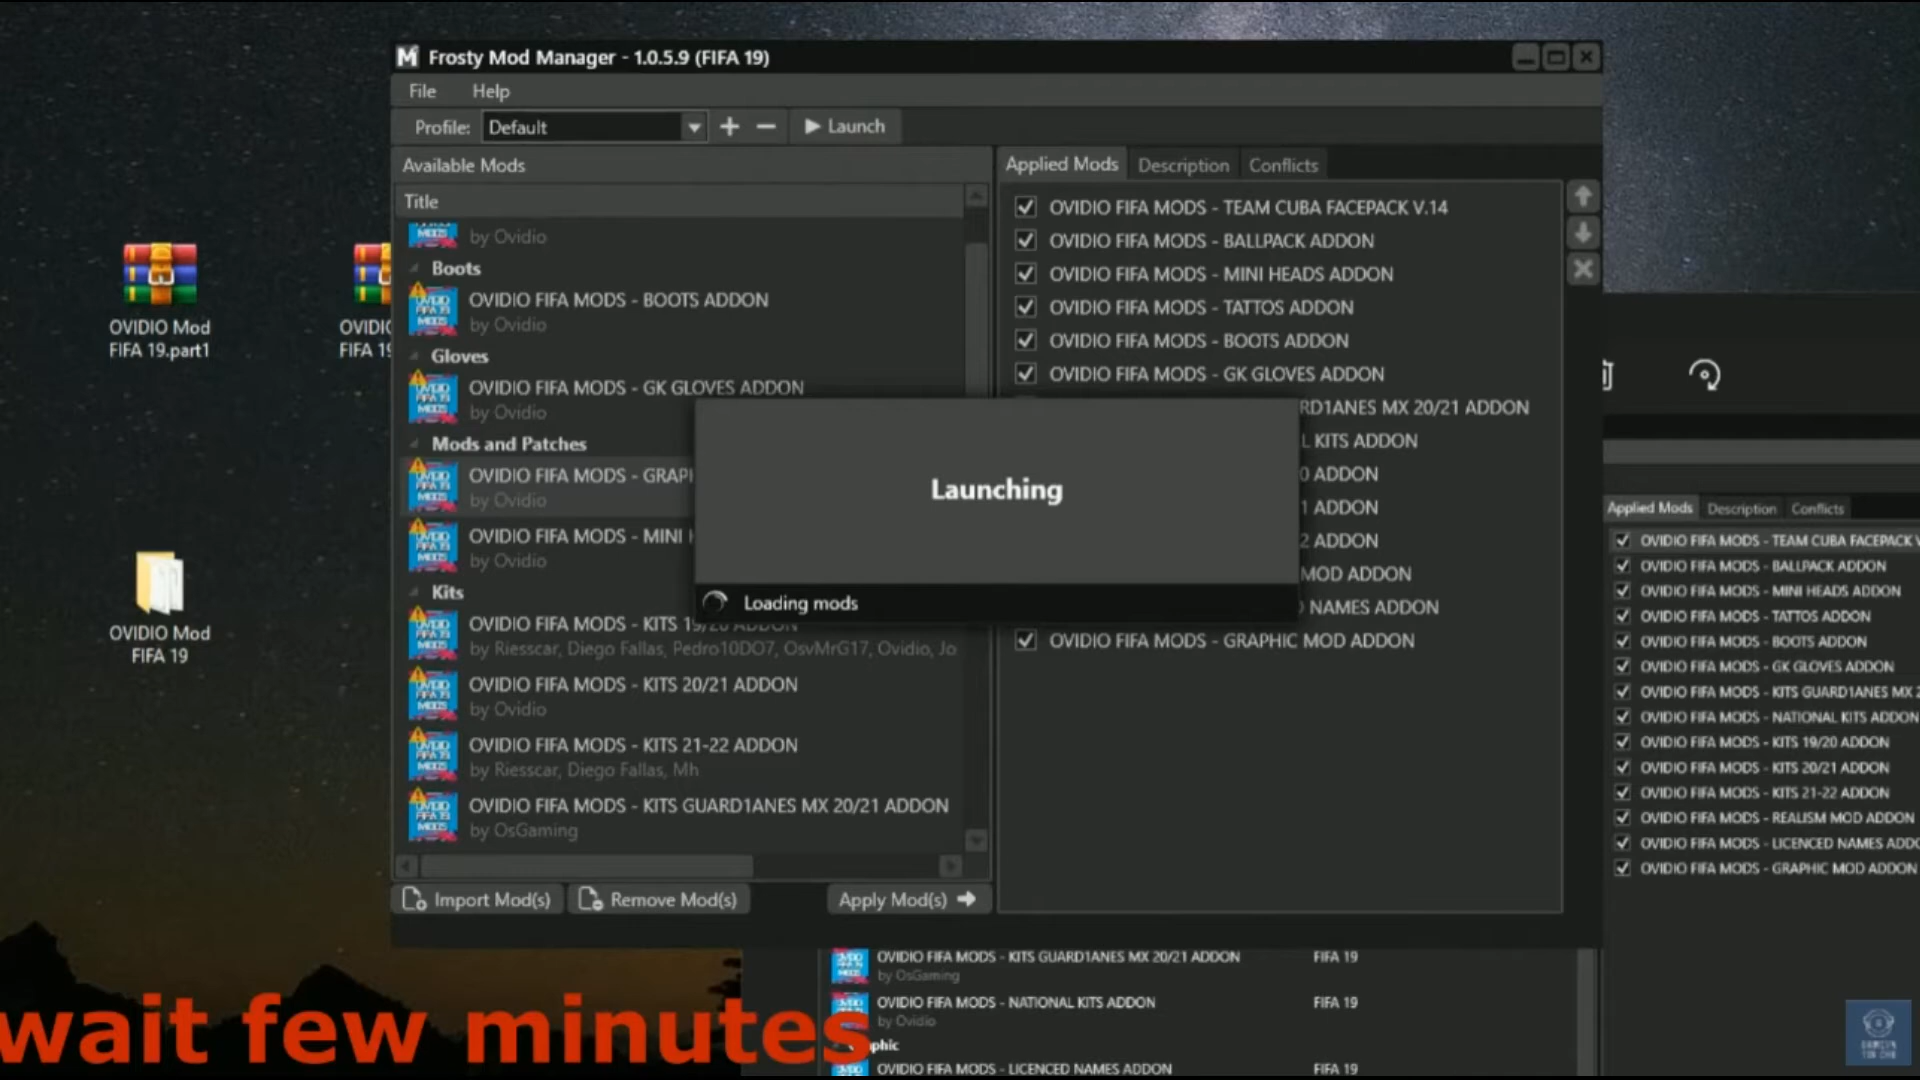 Frosty Mod Manager - 1.0.5.9 (FIFA 19)
File Help
Profile: Default Launch
Available Mods
Title
by Ovidio
Boots
OVIDIO FIFA MODS - BOOTS ADDON
by Ovidio
Gloves
OVIDIO FIFA MODS - GK GLOVES ADDON
by Ovidio
Mods and Patches
OVIDIO FIFA MODS - GRAPH
by Ovidio
OVIDIO FIFA MODS - MINI
by Ovidio
Kits
OVIDIO FIFA MODS - KITS 19/20 ADDON
by Riesscar, Diego Fallas, Pedro10DO7, OsvMrG17, Ovidio, Jo
OVIDIO FIFA MODS - KITS 20/21 ADDON
by Ovidio
OVIDIO FIFA MODS - KITS 21-22 ADDON
by Riesscar, Diego Fallas, Mh
OVIDIO FIFA MODS - KITS GUARD1ANES MX 20/21 ADDON
by OsGaming
Import Mod(s) Remove Mod(s) Apply Mod(s)
Applied Mods Description Conflicts
OVIDIO FIFA MODS - TEAM CUBA FACEPACK V.14
OVIDIO FIFA MODS - BALLPACK ADDON
OVIDIO FIFA MODS - MINI HEADS ADDON
OVIDIO FIFA MODS - TATTOS ADDON
OVIDIO FIFA MODS - BOOTS ADDON
OVIDIO FIFA MODS - GK GLOVES ADDON
RD1ANES MX 20/21 ADDON
L KITS ADDON
0 ADDON
1 ADDON
2 ADDON
MOD ADDON
NAMES ADDON
OVIDIO FIFA MODS - GRAPHIC MOD ADDON
Launching
Loading mods
OVIDIO Mod
FIFA 19.part1
OVIDIO
FIFA 19
OVIDIO Mod
FIFA 19
Applied Mods Description Conflicts
OVIDIO FIFA MODS - TEAM CUBA FACEPACK V
OVIDIO FIFA MODS - BALLPACK ADDON
OVIDIO FIFA MODS - MINI HEADS ADDON
OVIDIO FIFA MODS - TATTOS ADDON
OVIDIO FIFA MODS - BOOTS ADDON
OVIDIO FIFA MODS - GK GLOVES ADDON
OVIDIO FIFA MODS - KITS GUARD1ANES MX 2
OVIDIO FIFA MODS - NATIONAL KITS ADDON
OVIDIO FIFA MODS - KITS 19/20 ADDON
OVIDIO FIFA MODS - KITS 20/21 ADDON
OVIDIO FIFA MODS - KITS 21-22 ADDON
OVIDIO FIFA MODS - REALISM MOD ADDON
OVIDIO FIFA MODS - LICENCED NAMES ADDO
OVIDIO FIFA MODS - GRAPHIC MOD ADDON
OVIDIO FIFA MODS - KITS GUARD1ANES MX 20/21 ADDON FIFA 19
by OsGaming
OVIDIO FIFA MODS - NATIONAL KITS ADDON FIFA 19
by Ovidio
phic
OVIDIO FIFA MODS - LICENCED NAMES ADDON FIFA 19
wait few minutes